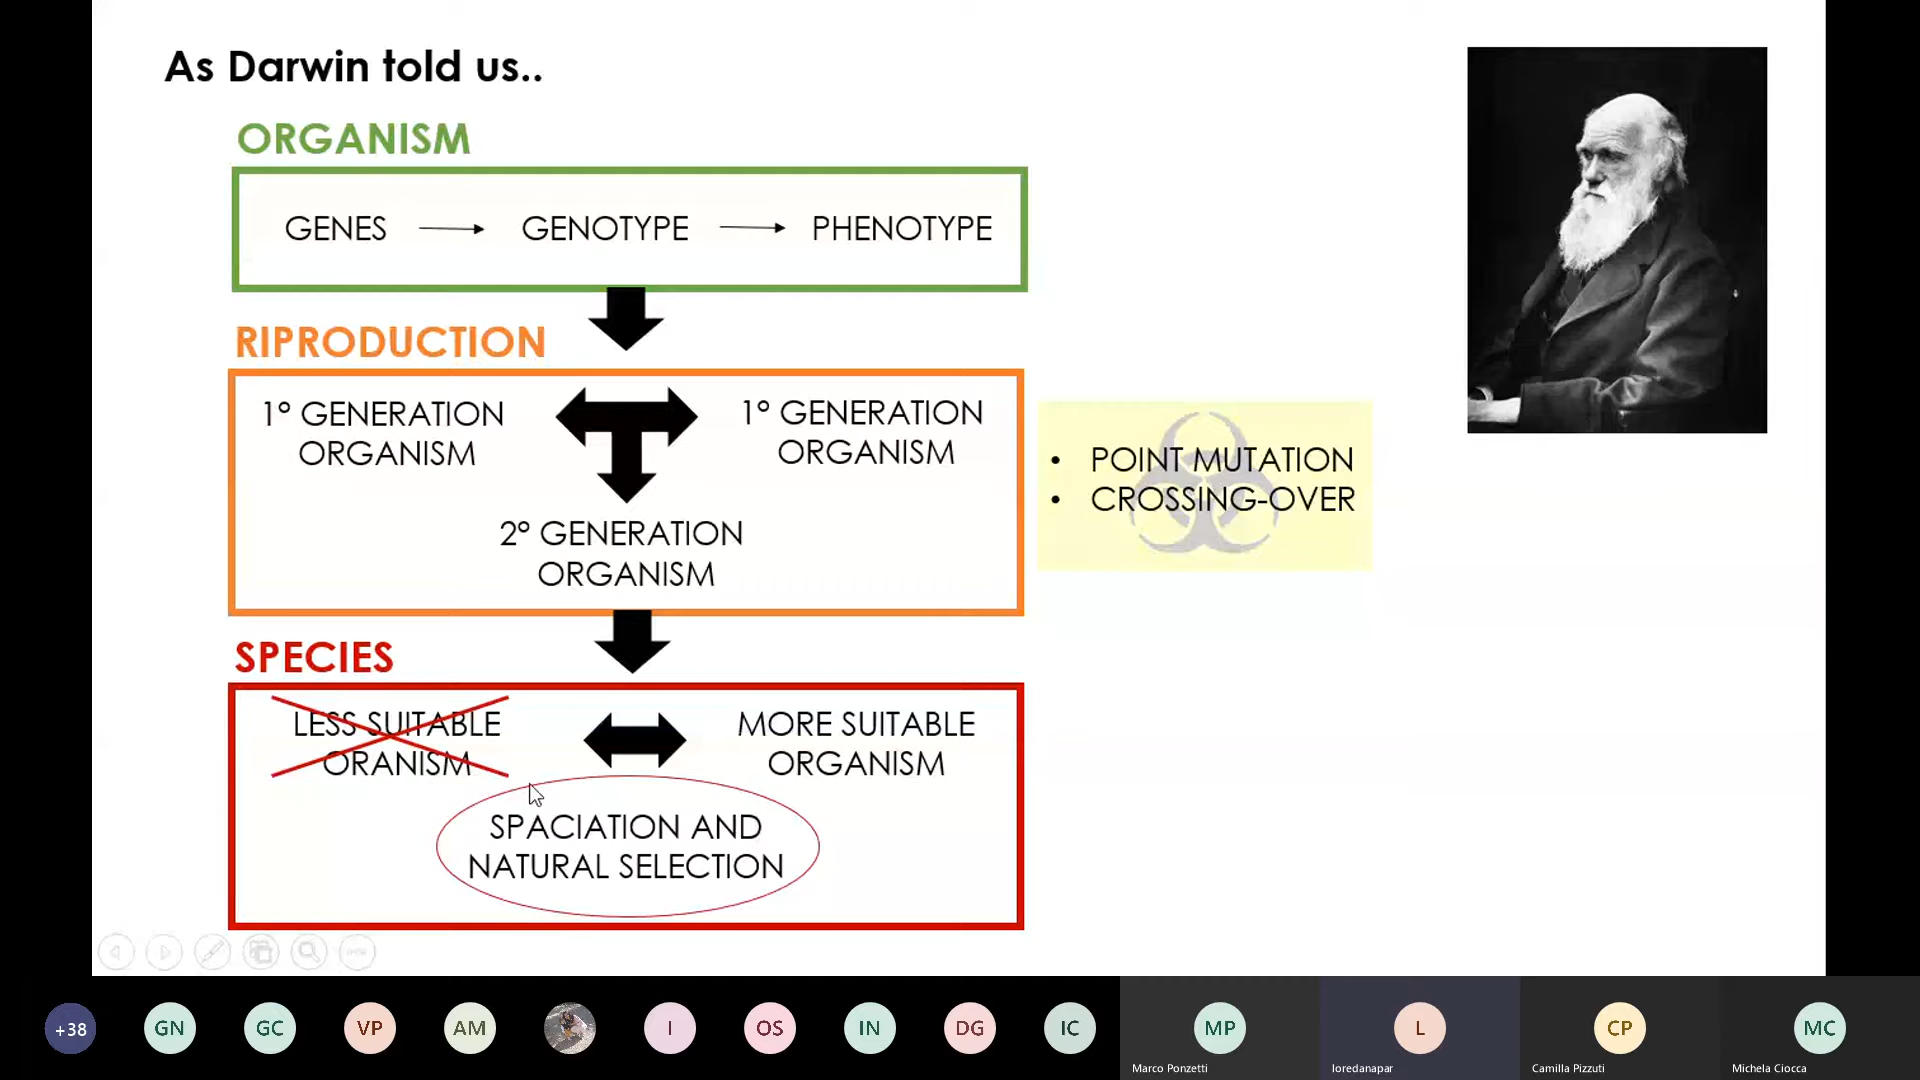 As Darwin told us..
ORGANISM
GENES GENOTYPE PHENOTYPE
RIPRODUCTION
1° GENERATION
ORGANISM
1° GENERATION
ORGANISM
2° GENERATION
ORGANISM
• POINT MUTATION
• CROSSING-OVER
SPECIES
LESS SUITABLE
ORANISM
MORE SUITABLE
ORGANISM
SPACIATION AND
NATURAL SELECTION
+38 GN GC VP AM I OS IN DG IC MP L CP MC
Marco Ponzetti loredanapar Camilla Pizzuti Michela Ciocca